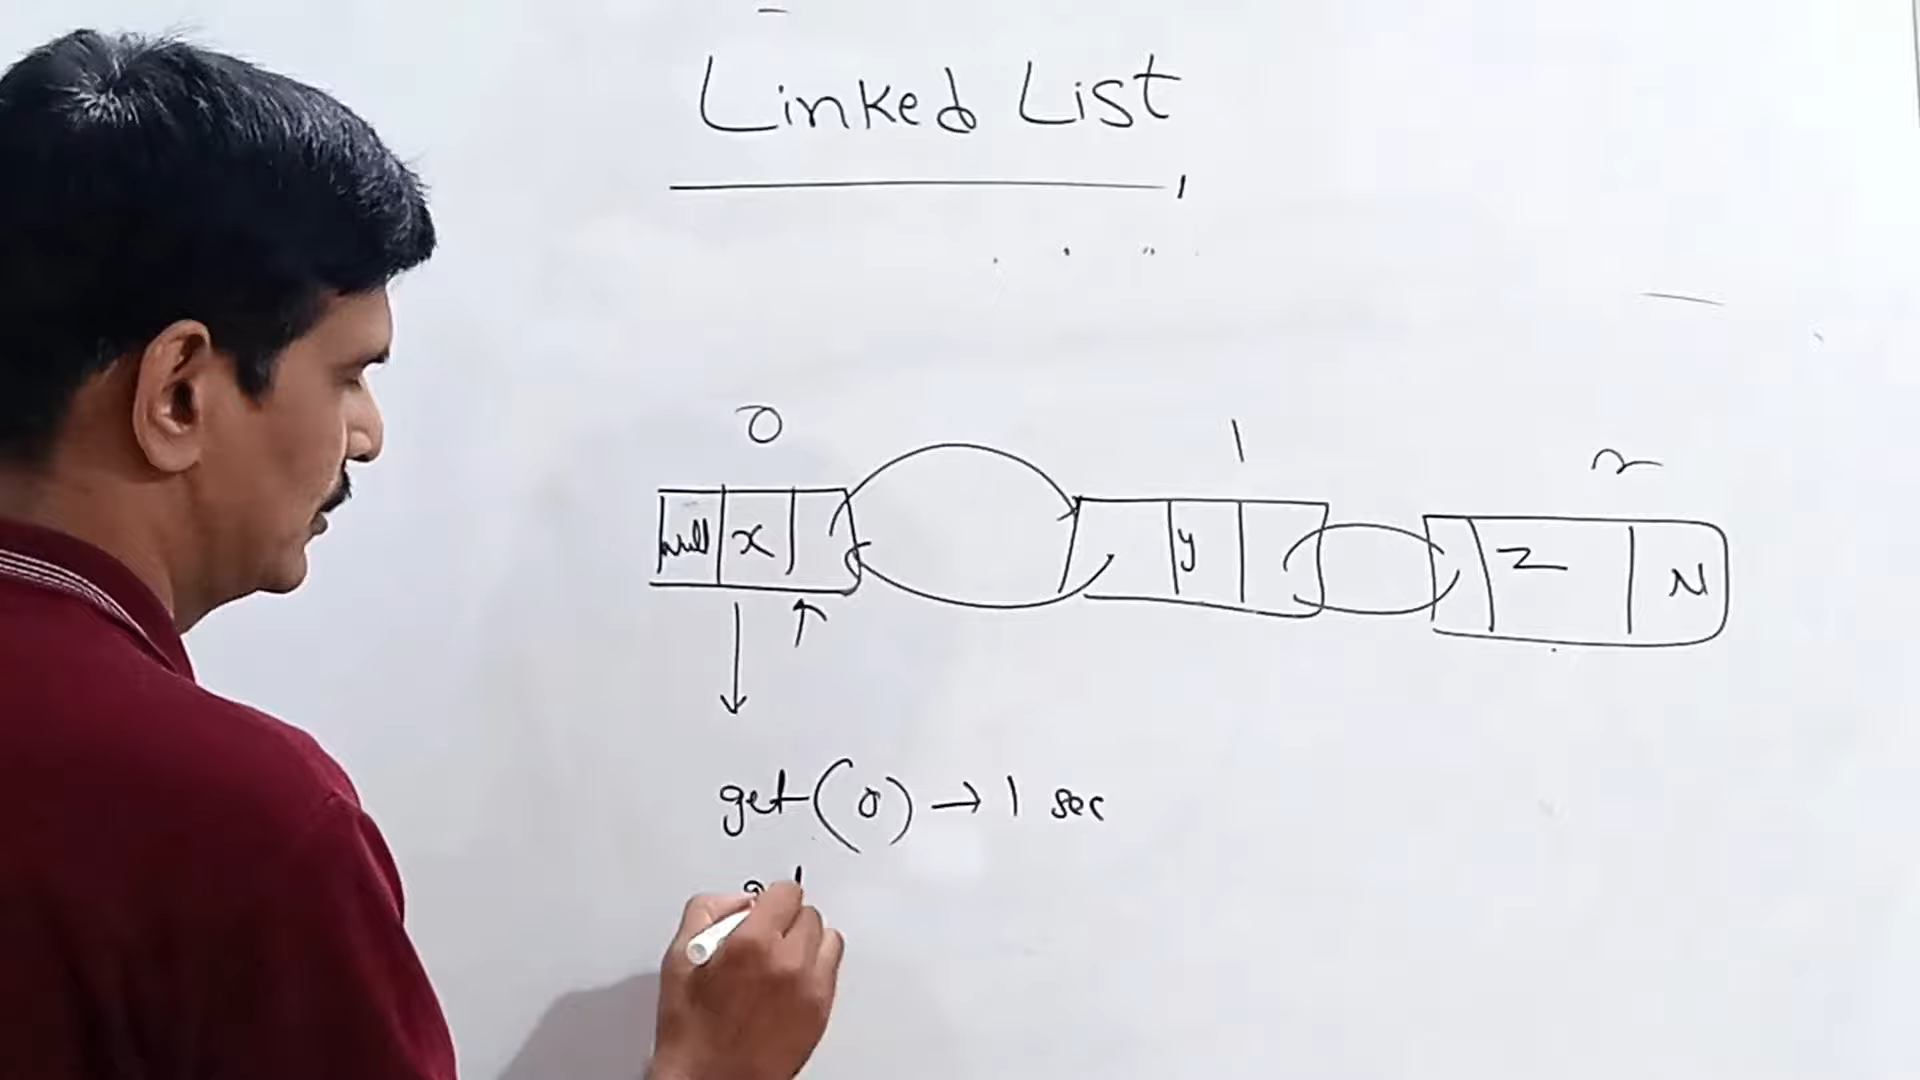 Linked List
0 1 2
null x y z N
get(0) → 1 sec